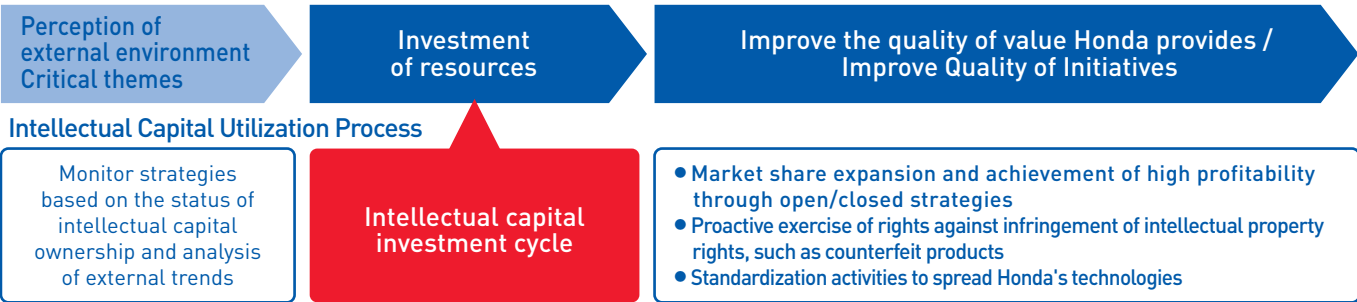 Perception of
external environment
Critical themes
Investment
of resources
Improve the quality of value Honda provides /
Improve Quality of Initiatives
Intellectual Capital Utilization Process
Monitor strategies
based on the status of
intellectual capital
ownership and analysis
of external trends
Intellectual capital
investment cycle
● Market share expansion and achievement of high profitability
through open/closed strategies
● Proactive exercise of rights against infringement of intellectual property
rights, such as counterfeit products
● Standardization activities to spread Honda's technologies